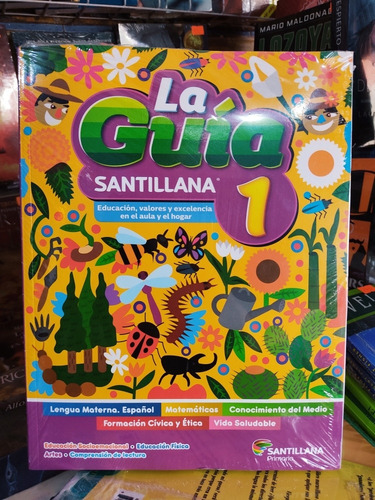 MARIO MALDONA
LOZOYA
La
Guía
SANTILLANA
1
Educación, valores y excelencia
en el aula y el hogar
Lengua Materna. Español
Matemáticas
Conocimiento del Medio
Formación Cívica y Ética
Vida Saludable
Educación Socioemocional • Educación Física
Artes • Comprensión de lectura
SANTILLANA
Primaria